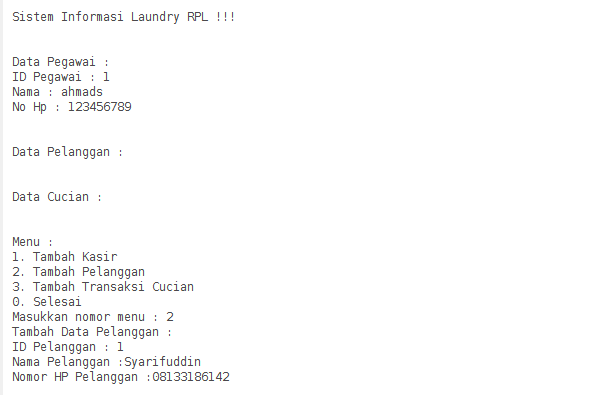 Sistem Informasi Laundry RPL !!!
Data Pegawai :
ID Pegawai : 1
Nama : ahmads
No Hp : 123456789
Data Pelanggan :
Data Cucian :
Menu :
1. Tambah Kasir
2. Tambah Pelanggan
3. Tambah Transaksi Cucian
0. Selesai
Masukkan nomor menu : 2
Tambah Data Pelanggan :
ID Pelanggan : 1
Nama Pelanggan :Syarifuddin
Nomor HP Pelanggan :08133186142